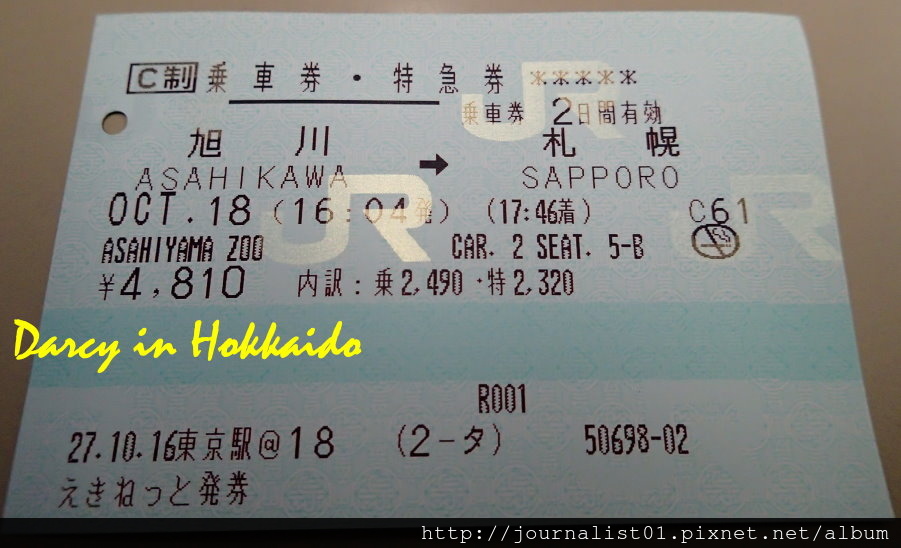 C制 乗車券・特急券 ＊＊＊＊＊
乗車券 2日間有効
旭川 → 札幌
ASAHIKAWA SAPPORO
OCT.18 (16:04発) (17:46着) C61
ASAHIYAMA ZOO CAR. 2 SEAT. 5-B
¥4,810 内訳:乗2,490・特2,320
Darcy in Hokkaido
R001
27.10.16東京駅@18 (2-タ) 50698-02
えきねっと発券
JR
JR
JR
http://journalist01.pixnet.net/album